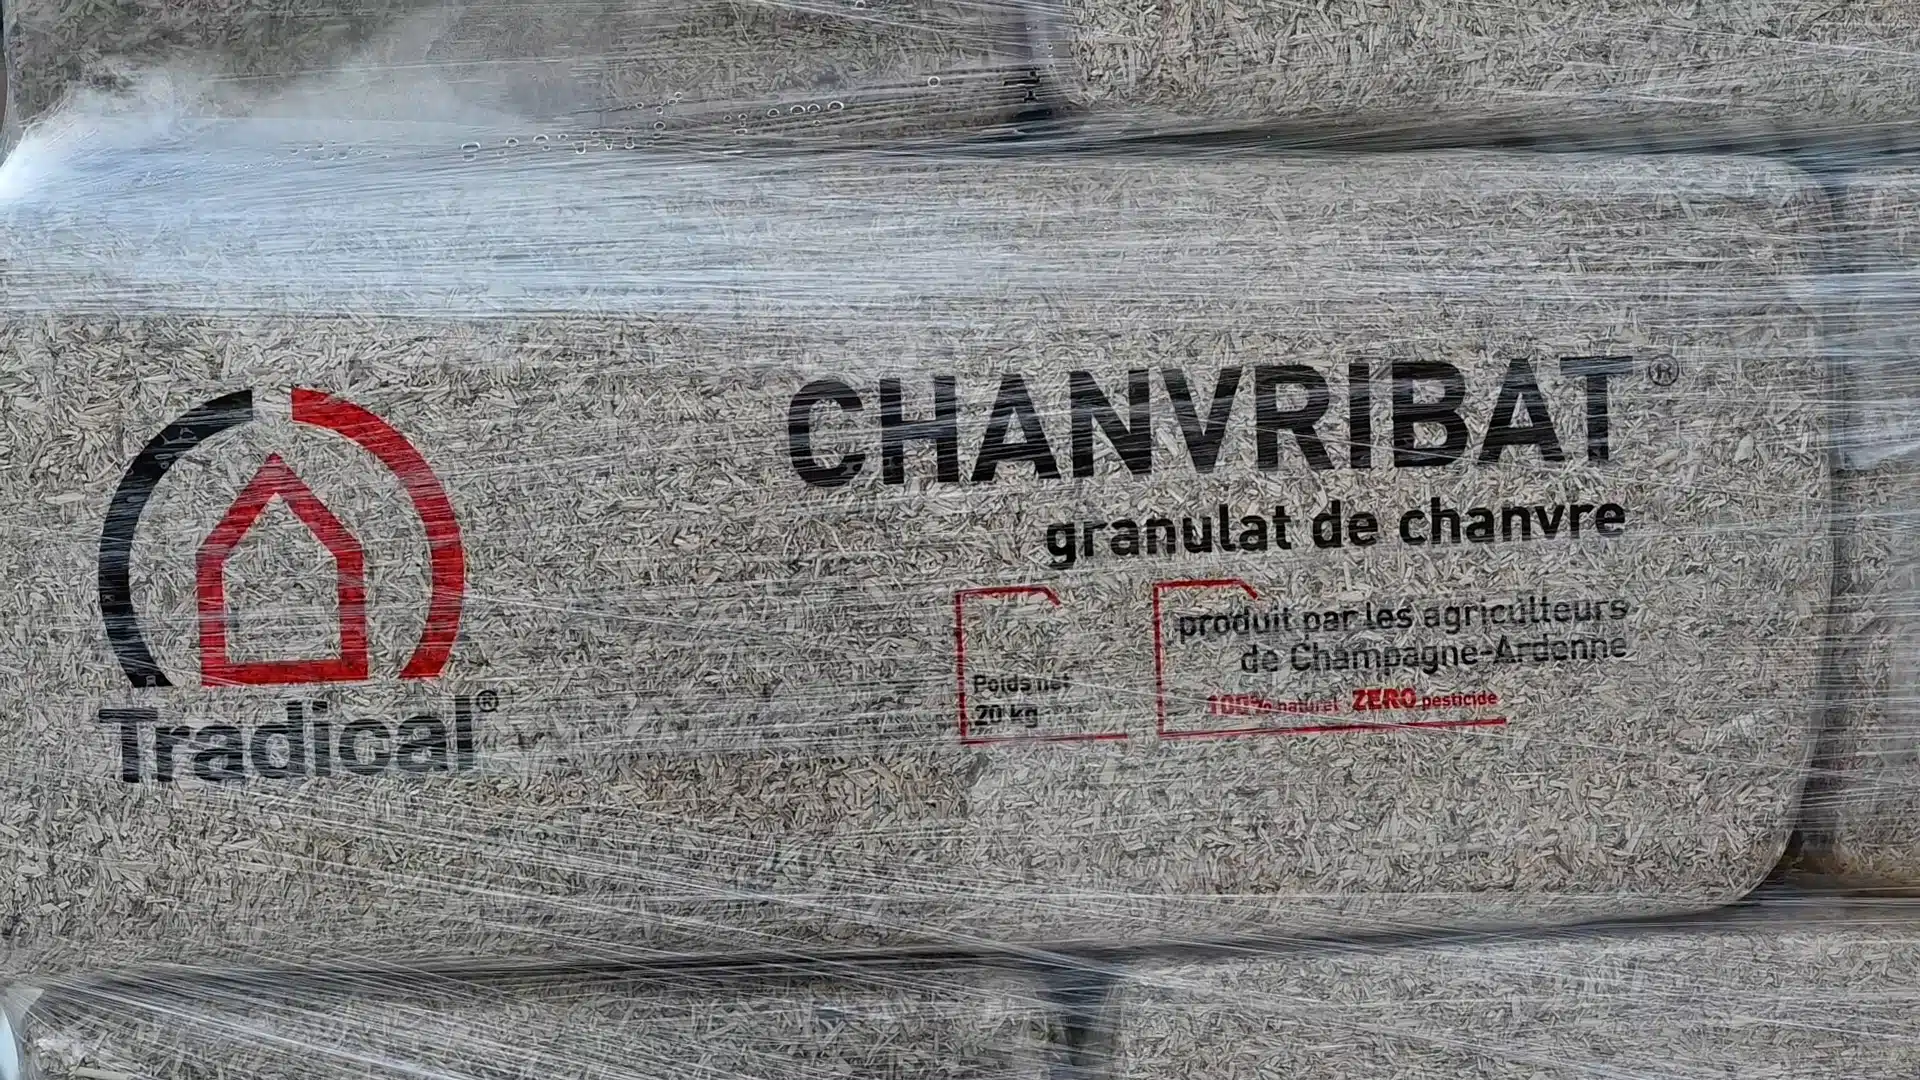 CHANVRIBAT®
granulat de chanvre
produit par les agriculteurs
de Champagne-Ardenne
100% naturel ZERO pesticide
Poids net
20 kg
Tradical®